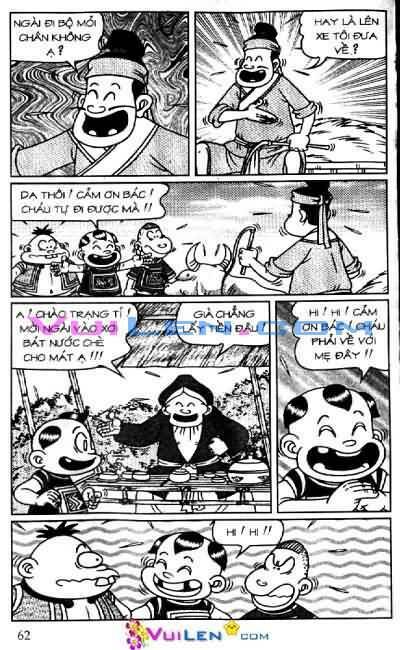 NGÀI ĐI BỘ MỎI
CHÂN KHÔNG
Ạ?
HAY LÀ LÊN
XE TÔI ĐƯA
VỀ?
DẠ THÔI! CẢM ƠN BÁC!
CHÁU TỰ ĐI ĐƯỢC MÀ!!
A! CHÀO TRẠNG TÍ!
MỜI NGÀI VÀO XƠI
BÁT NƯỚC CHÈ
CHO MÁT Ạ!!!
GIÀ CHẲNG
LẤY TIỀN ĐÂU!
HI! HI! CẢM
ƠN BÁC! CHÁU
PHẢI VỀ VỚI
MẸ ĐÂY!!
HI! HI!!
62
VUILEN.COM